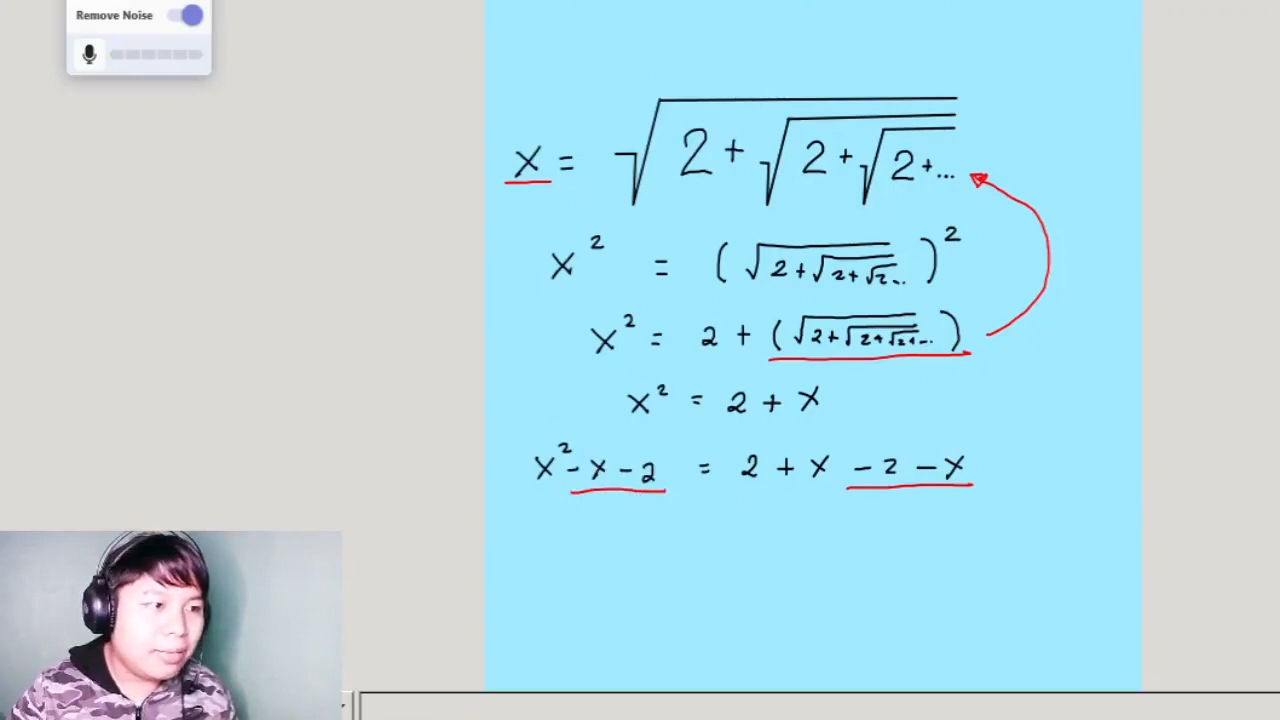 Remove Noise
x = √(2 + √(2 + √(2 + ...
x² = (√(2 + √(2 + √2 ...)²
x² = 2 + (√(2 + √(2 + √(2 + ...)
x² = 2 + x
x² - x - 2 = 2 + x - 2 - x